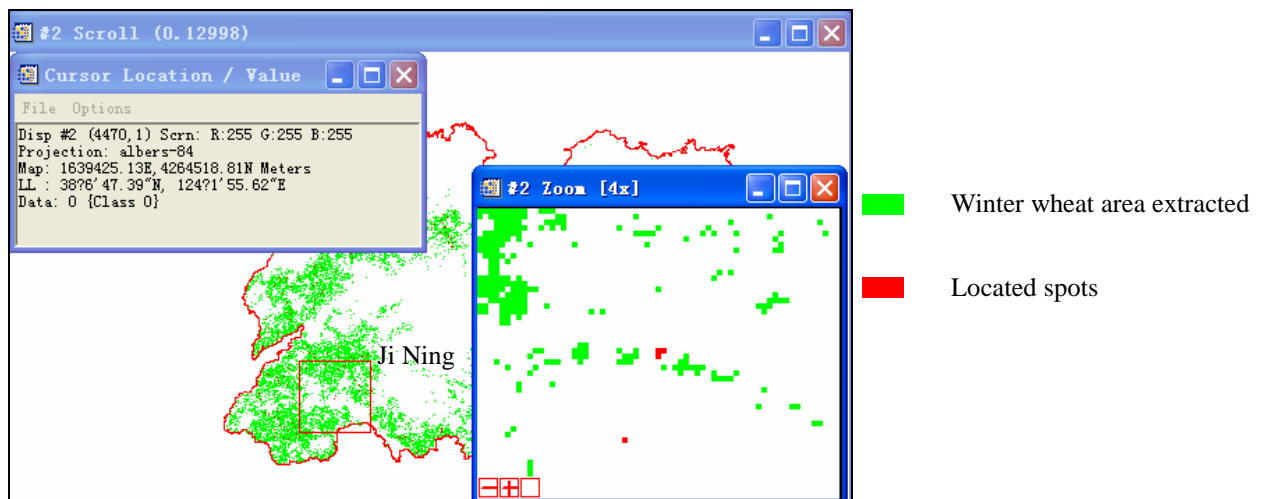 #2 Scroll (0.12998)
Cursor Location / Value
File Options
Disp #2 (4470,1) Scrn: R:255 G:255 B:255
Projection: albers-84
Map: 1639425.13E,4264518.81N Meters
LL : 38?6'47.39"N, 124?1'55.62"E
Data: 0 {Class 0}
#2 Zoom [4x]
Winter wheat area extracted
Located spots
Ji Ning